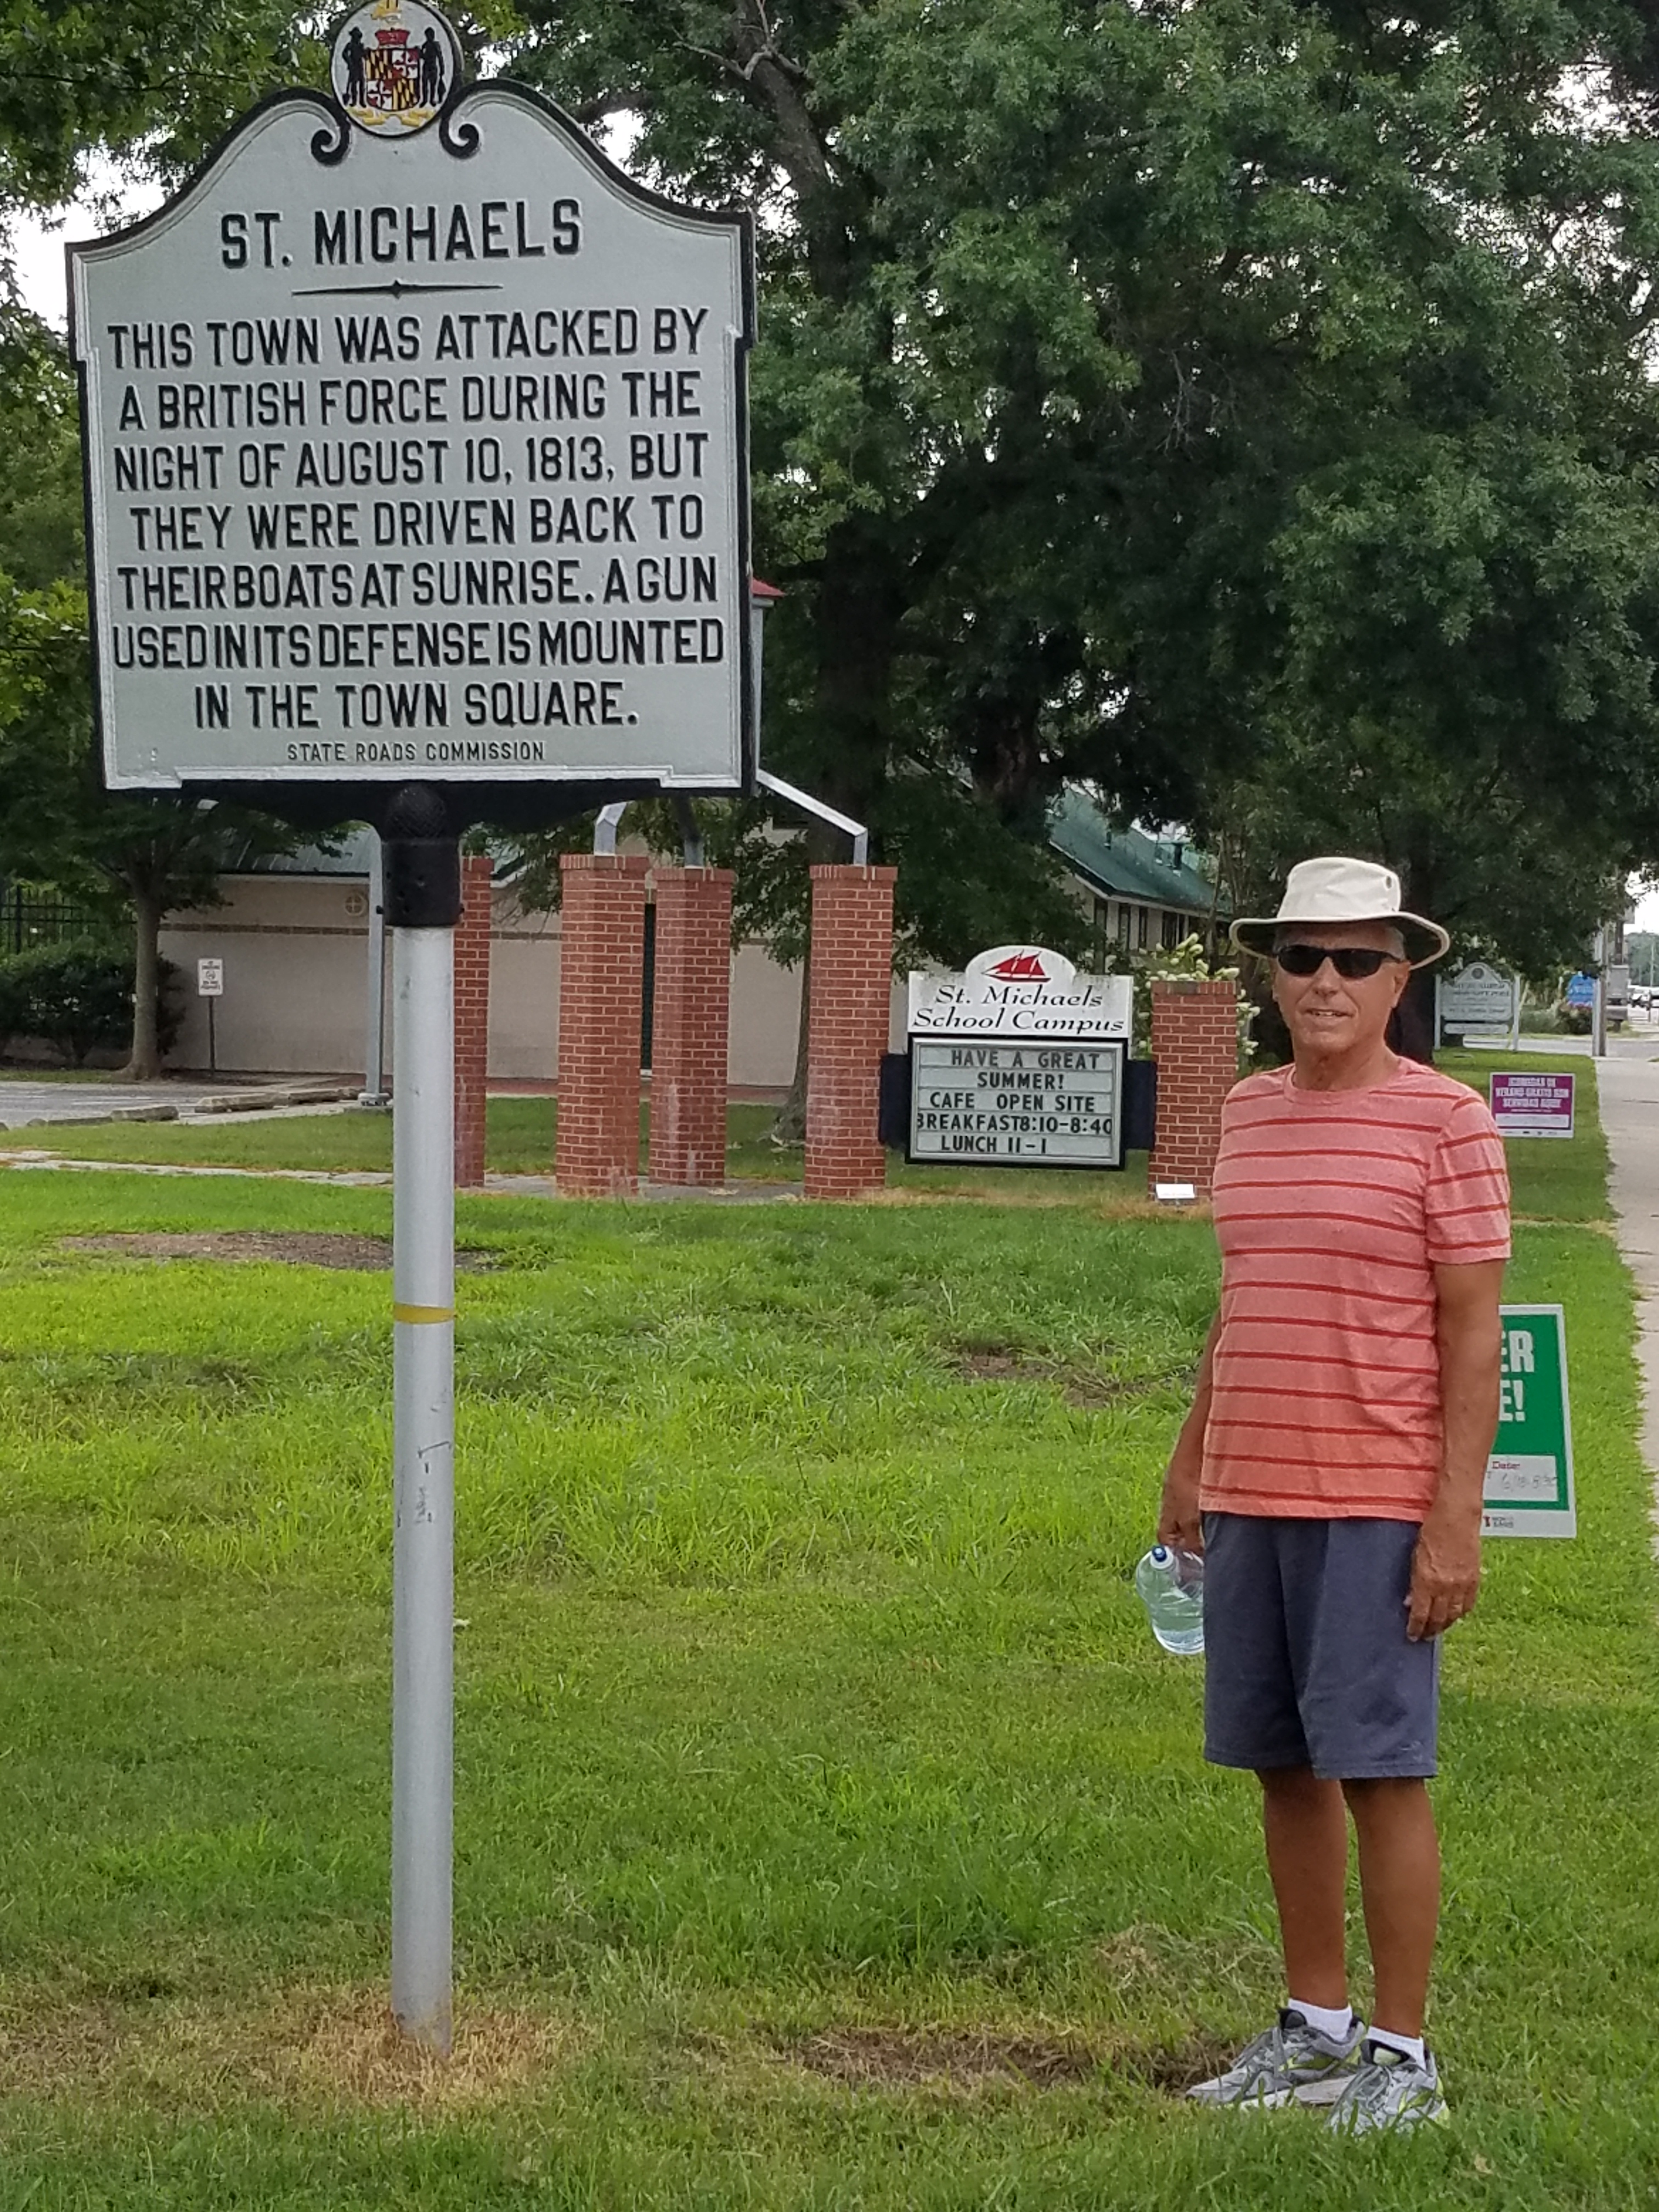 ST. MICHAELS
THIS TOWN WAS ATTACKED BY
A BRITISH FORCE DURING THE
NIGHT OF AUGUST 10, 1813, BUT
THEY WERE DRIVEN BACK TO
THEIR BOATS AT SUNRISE. A GUN
USED IN ITS DEFENSE IS MOUNTED
IN THE TOWN SQUARE.
STATE ROADS COMMISSION
St. Michaels
School Campus
HAVE A GREAT
SUMMER!
CAFE OPEN SITE
BREAKFAST8:10-8:40
LUNCH 11-1
ER
E!
Date: